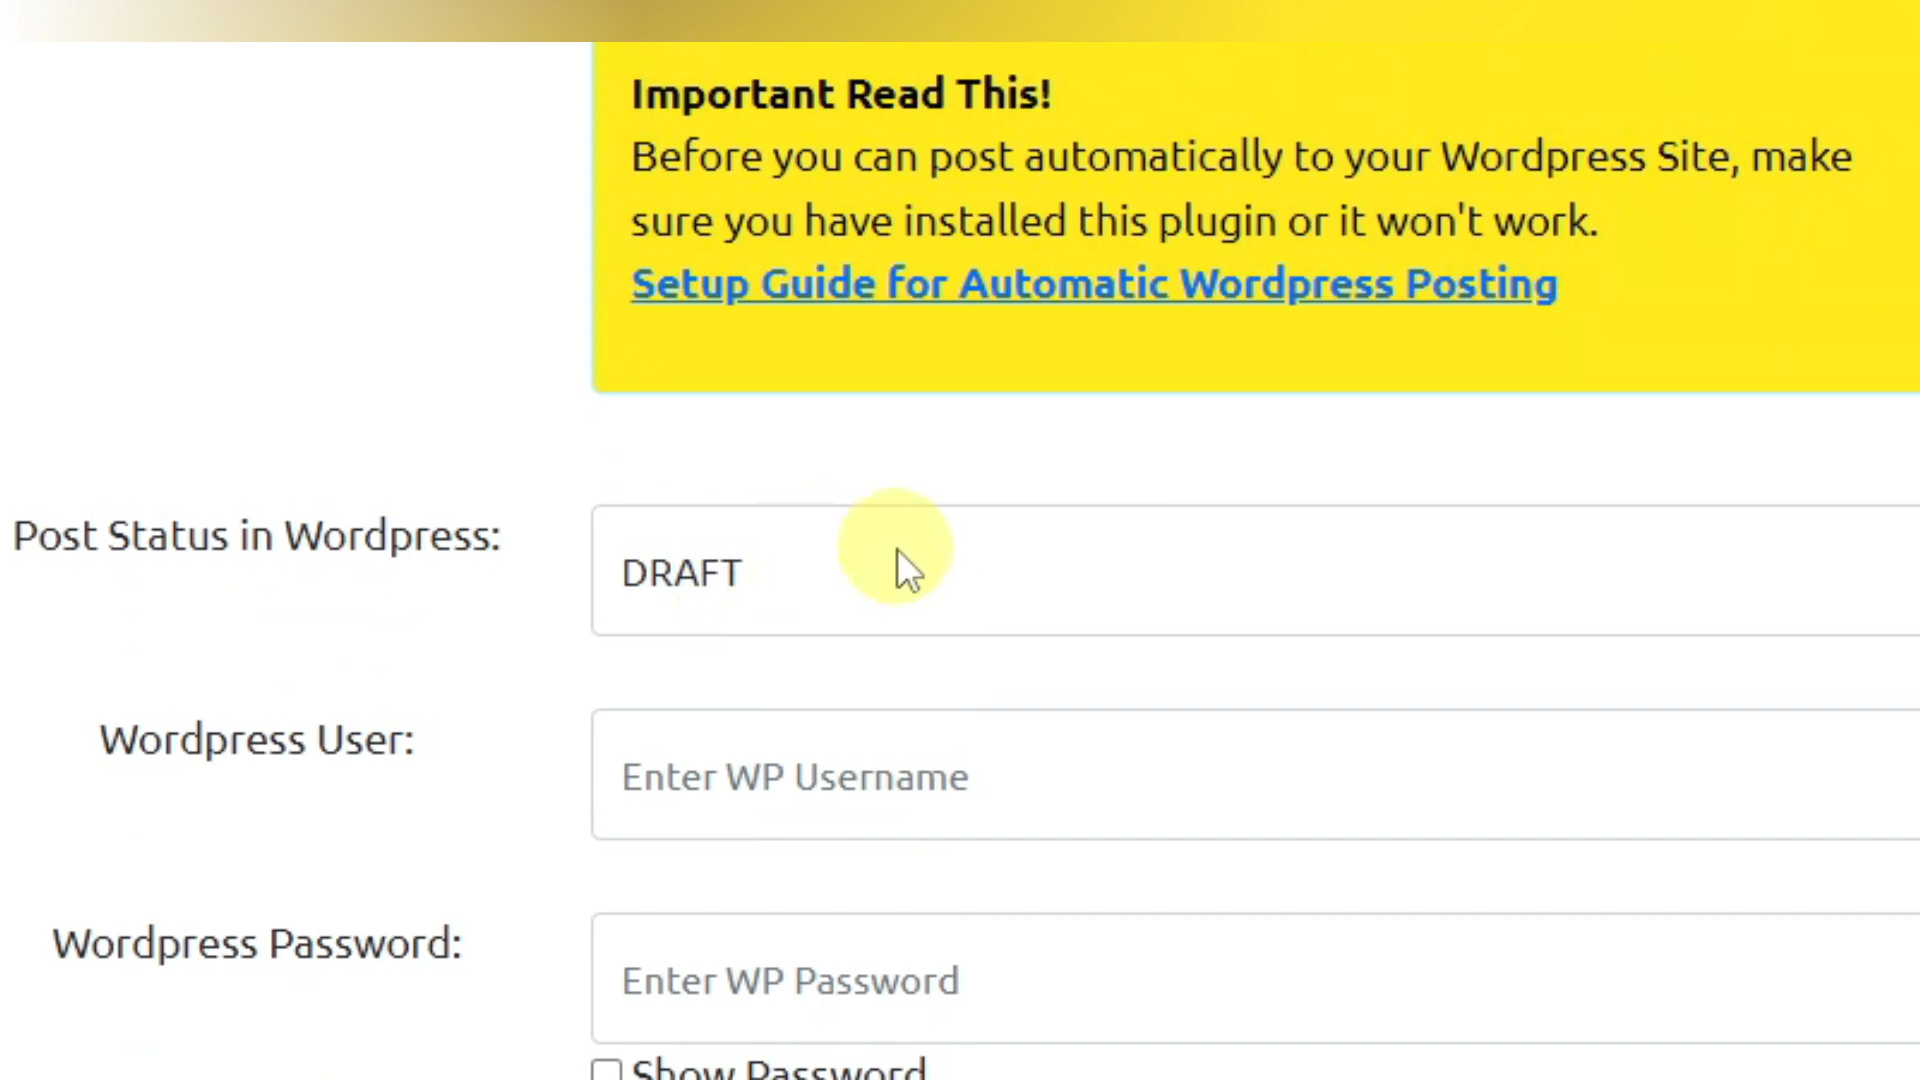 Important Read This!
Before you can post automatically to your Wordpress Site, make
sure you have installed this plugin or it won't work.
Setup Guide for Automatic Wordpress Posting
Post Status in Wordpress:
DRAFT
Wordpress User:
Enter WP Username
Wordpress Password:
Enter WP Password
Show Password